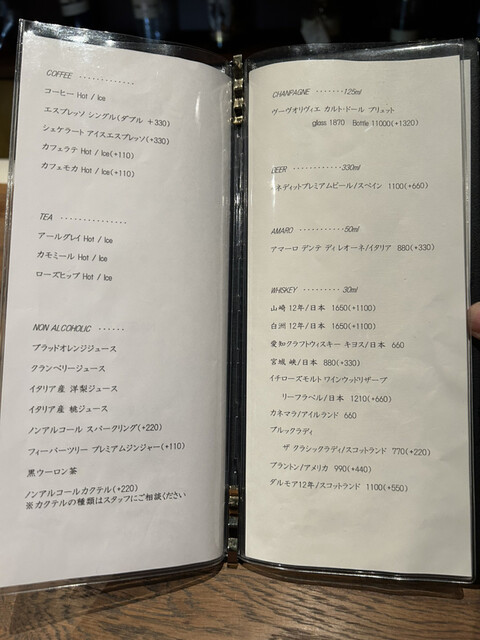 COFFEE ·············
コーヒー Hot / Ice
エスプレッソ シングル(ダブル +330)
シェケラート アイスエスプレッソ(+330)
カフェラテ Hot / Ice(+110)
カフェモカ Hot / Ice(+110)
TEA ················
アールグレイ Hot / Ice
カモミール Hot / Ice
ローズヒップ Hot / Ice
NON ALCOHOLIC ······
ブラッドオレンジジュース
クランベリージュース
イタリア産 洋梨ジュース
イタリア産 桃ジュース
ノンアルコール スパークリング(+220)
フィーバーツリー プレミアムジンジャー(+110)
黒ウーロン茶
ノンアルコールカクテル(+220)
※カクテルの種類はスタッフにご相談ください
CHANPAGNE ·······125ml
ヴーヴオリヴィエ カルト・ドール ブリュット
glass 1870 Bottle 11000(+1320)
BEER ···········330ml
ネディットプレミアムビール/スペイン 1100(+660)
AMARO ···········50ml
アマーロ デンテ ディ レオーネ/イタリア 880(+330)
WHISKEY ·········30ml
山崎 12年/日本 1650(+1100)
白洲 12年/日本 1650(+1100)
愛知クラフトウィスキー キヨス/日本 660
宮城 峡/日本 880(+330)
イチローズモルト ワインウッドリザーブ
リーフラベル/日本 1210(+660)
カネマラ/アイルランド 660
ブルックラディ
ザ クラシックラディ/スコットランド 770(+220)
ブラントン/アメリカ 990(+440)
ダルモア12年/スコットランド 1100(+550)